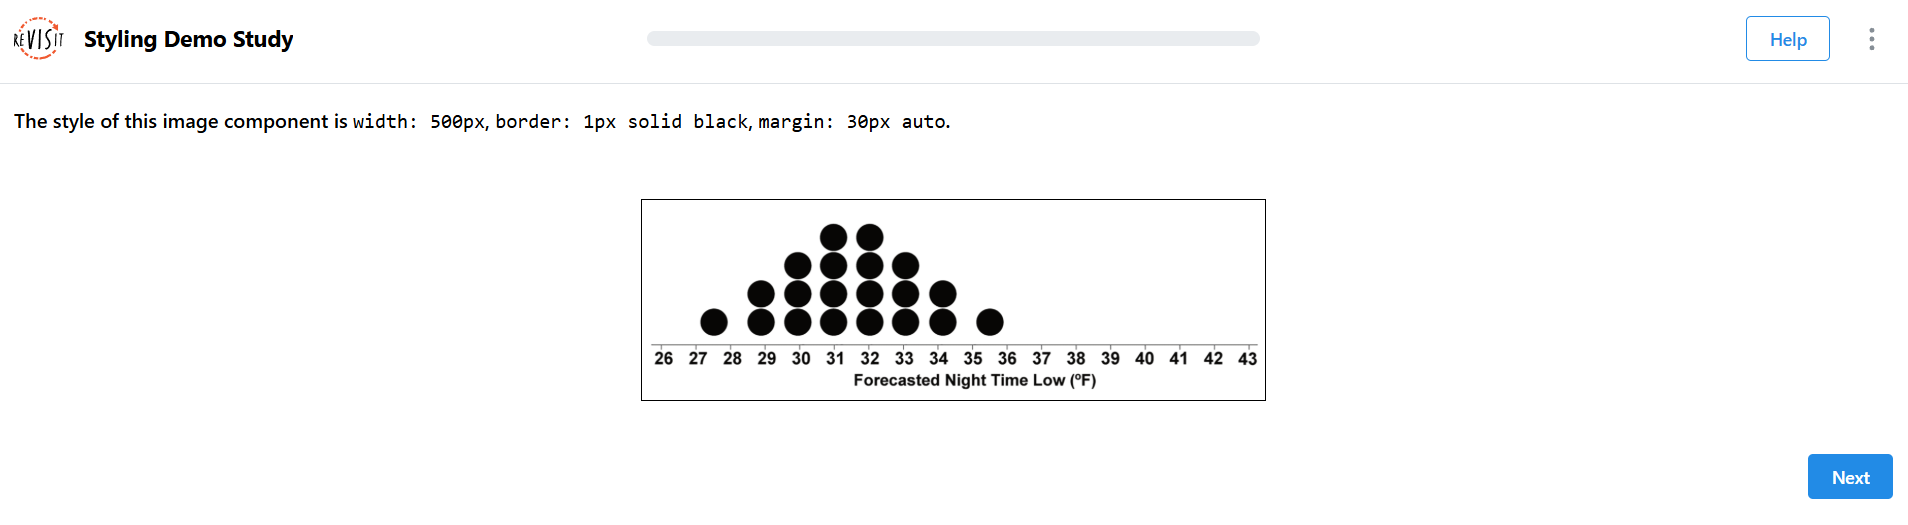 REVISIT Styling Demo Study Help
The style of this image component is width: 500px, border: 1px solid black, margin: 30px auto.
26 27 28 29 30 31 32 33 34 35 36 37 38 39 40 41 42 43
Forecasted Night Time Low (ºF)
Next